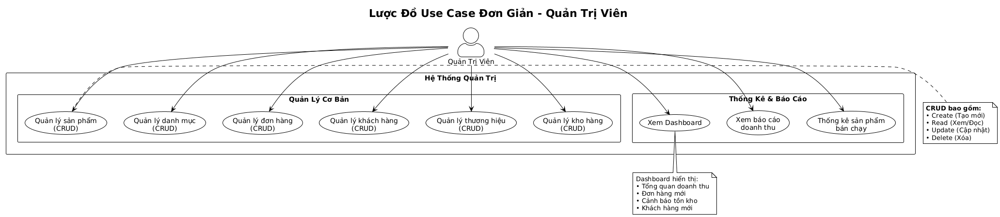 Lược Đồ Use Case Đơn Giản - Quản Trị Viên
Quản Trị Viên
Hệ Thống Quản Trị
Quản Lý Cơ Bản
Quản lý sản phẩm
(CRUD)
Quản lý danh mục
(CRUD)
Quản lý đơn hàng
(CRUD)
Quản lý khách hàng
(CRUD)
Quản lý thương hiệu
(CRUD)
Quản lý kho hàng
(CRUD)
Thống Kê & Báo Cáo
Xem Dashboard
Xem báo cáo
doanh thu
Thống kê sản phẩm
bán chạy
CRUD bao gồm:
• Create (Tạo mới)
• Read (Xem/Đọc)
• Update (Cập nhật)
• Delete (Xóa)
Dashboard hiển thị:
• Tổng quan doanh thu
• Đơn hàng mới
• Cảnh báo tồn kho
• Khách hàng mới